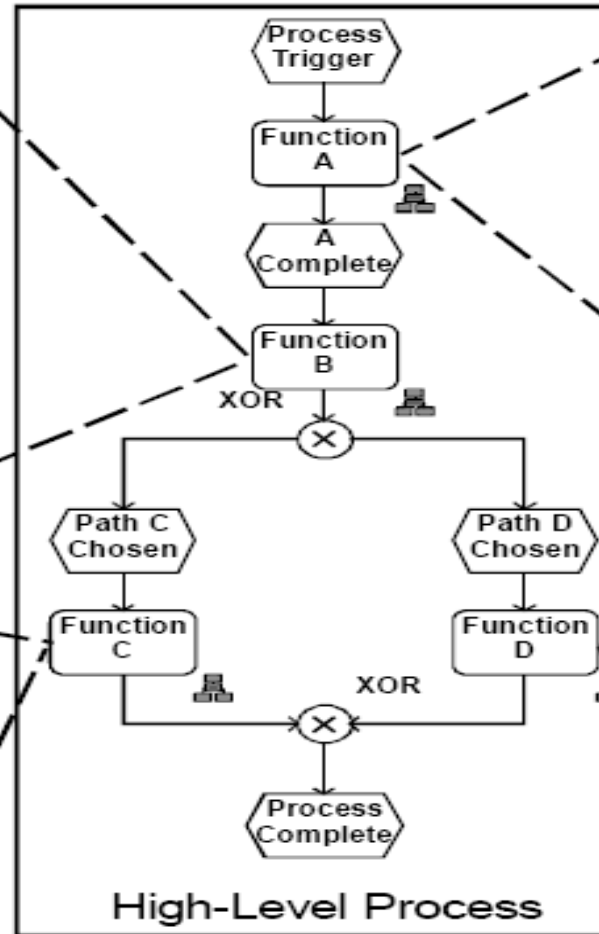 Process
Trigger
Function
A
A
Complete
Function
B
XOR
Path C
Chosen
Path D
Chosen
Function
C
Function
D
XOR
Process
Complete
High-Level Process